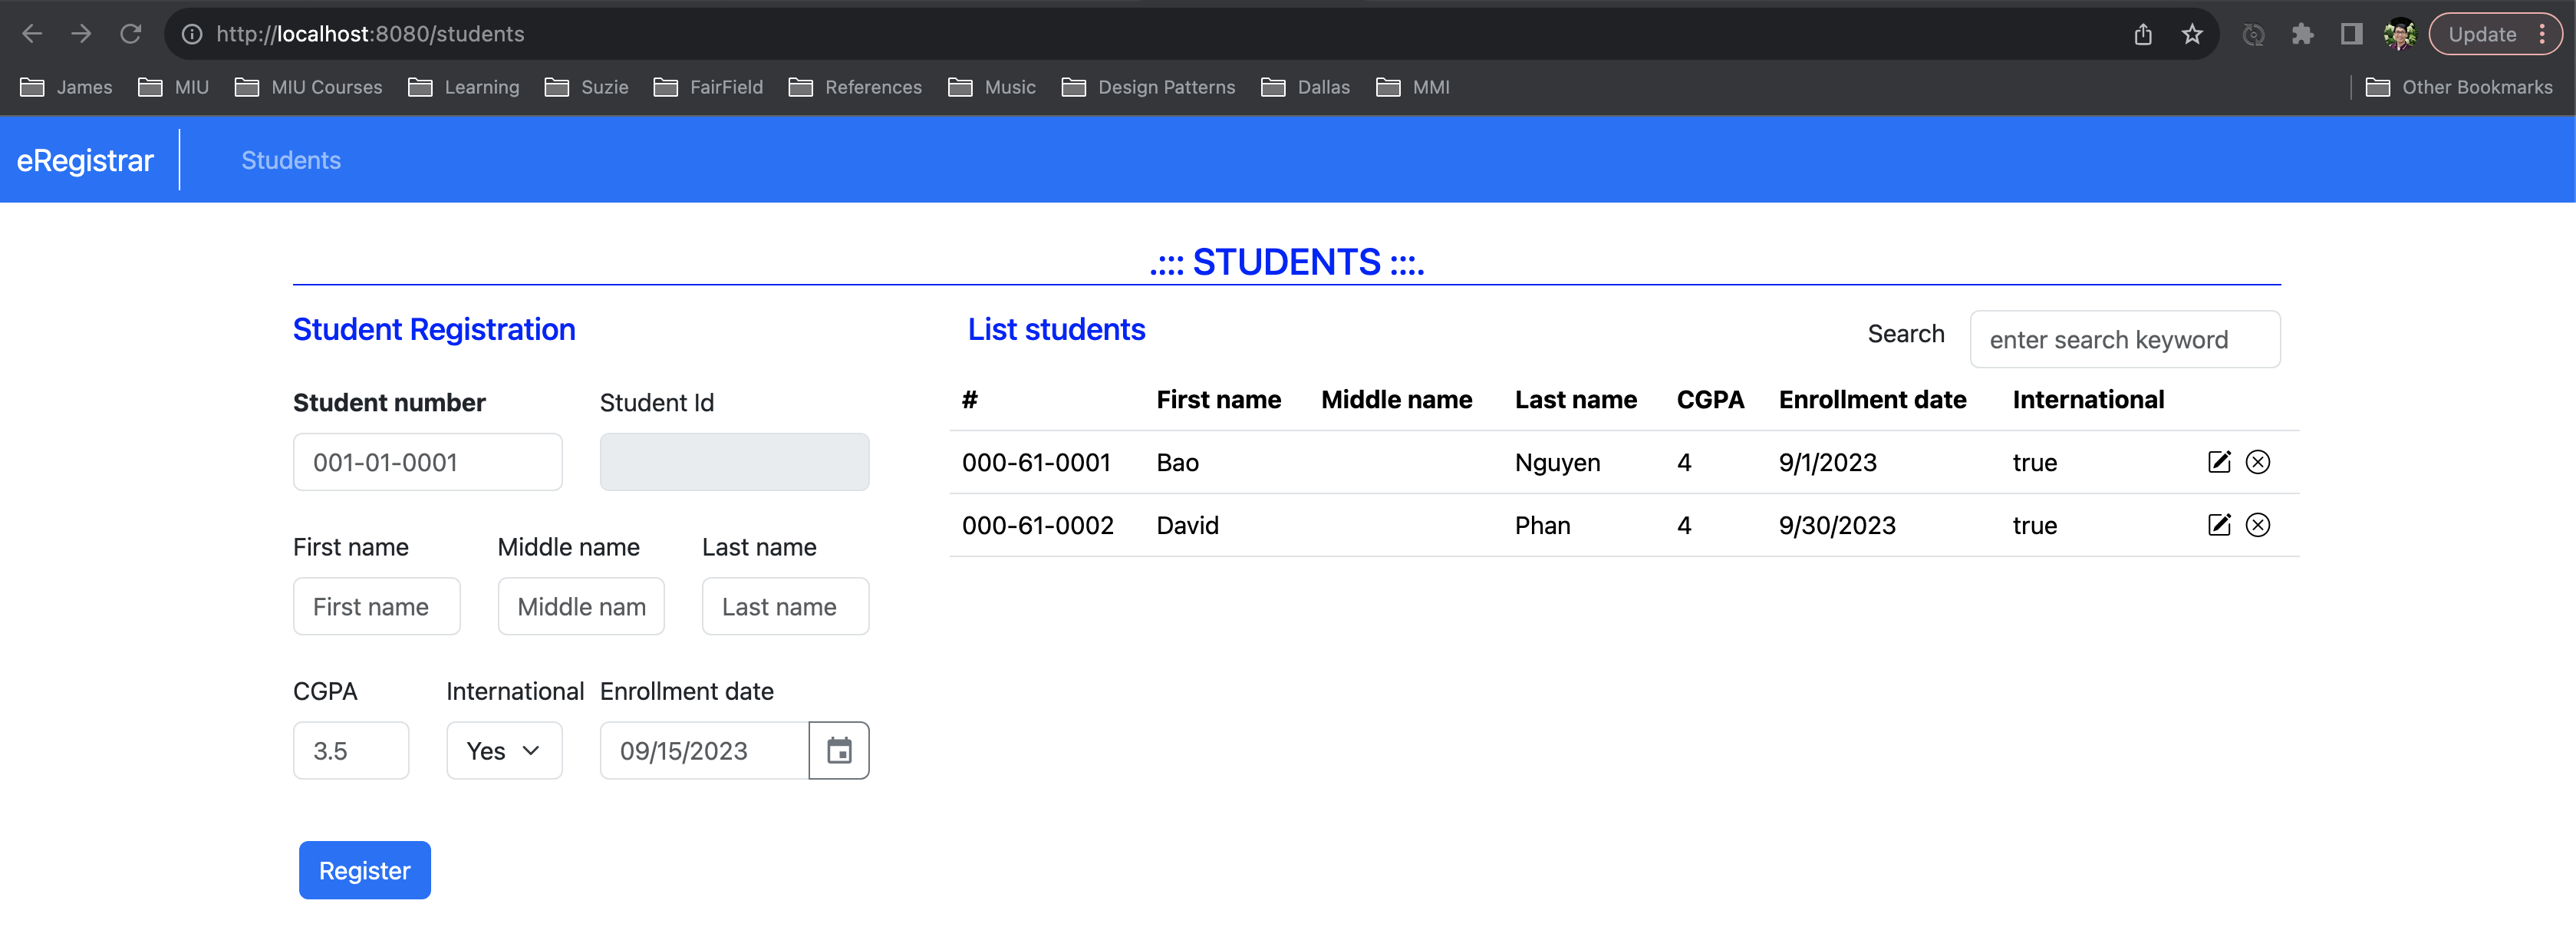 http://localhost:8080/students
Update
James MIU MIU Courses Learning Suzie FairField References Music Design Patterns Dallas MMI Other Bookmarks
eRegistrar Students
.:::: STUDENTS ::::.
Student Registration
Student number Student Id
001-01-0001
First name Middle name Last name
First name Middle nam Last name
CGPA International Enrollment date
3.5 Yes 09/15/2023
Register
List students Search enter search keyword
# First name Middle name Last name CGPA Enrollment date International
000-61-0001 Bao Nguyen 4 9/1/2023 true
000-61-0002 David Phan 4 9/30/2023 true